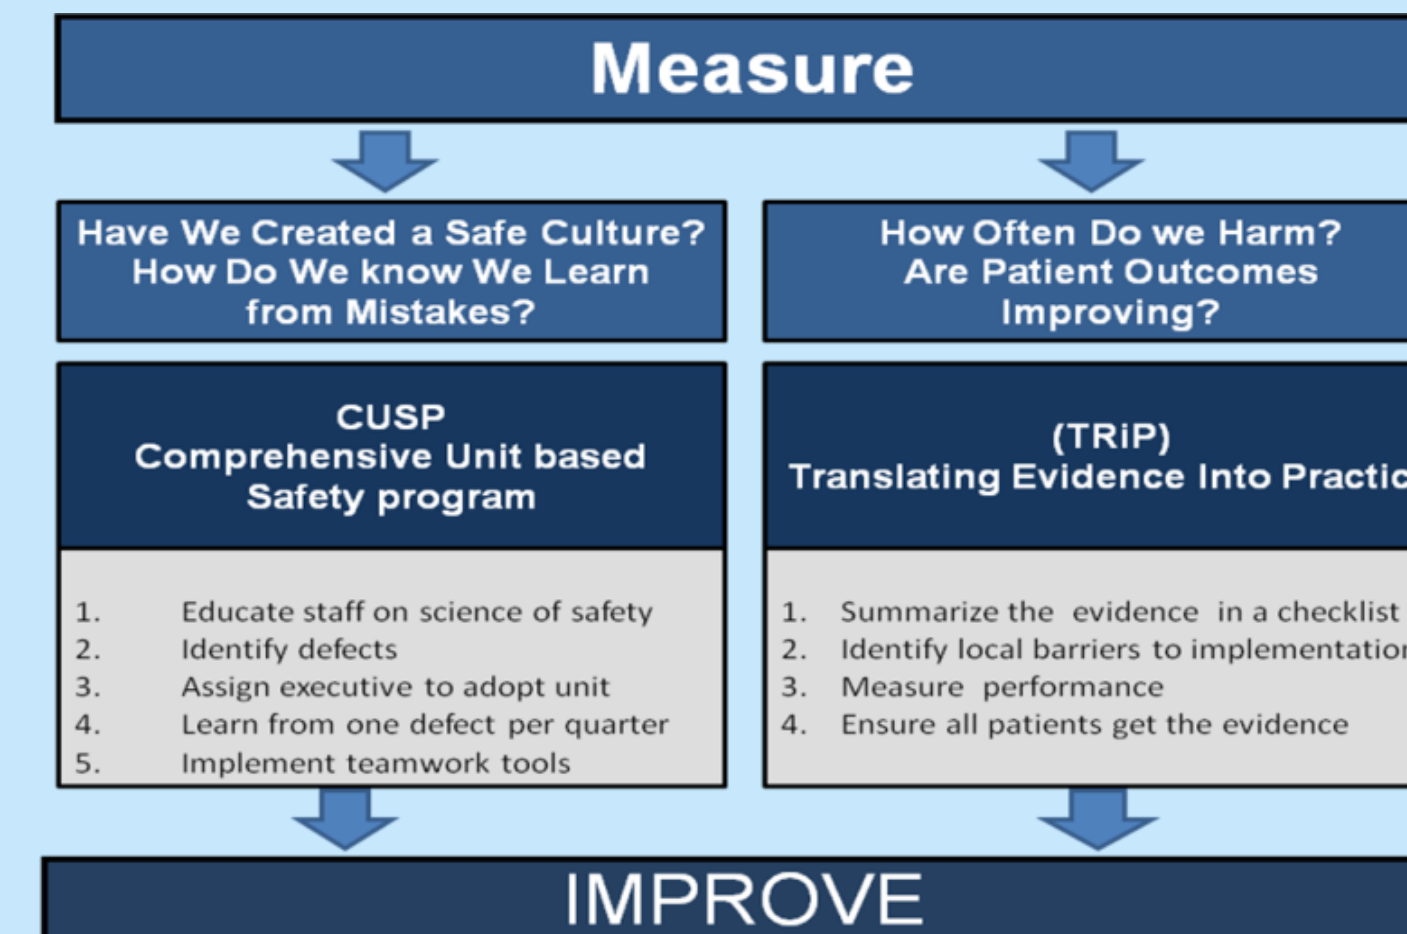 Measure
Have We Created a Safe Culture?
How Do We know We Learn
from Mistakes?
How Often Do we Harm?
Are Patient Outcomes
Improving?
CUSP
Comprehensive Unit based
Safety program
1. Educate staff on science of safety
2. Identify defects
3. Assign executive to adopt unit
4. Learn from one defect per quarter
5. Implement teamwork tools
(TRiP)
Translating Evidence Into Practic
1. Summarize the evidence in a checklist
2. Identify local barriers to implementation
3. Measure performance
4. Ensure all patients get the evidence
IMPROVE